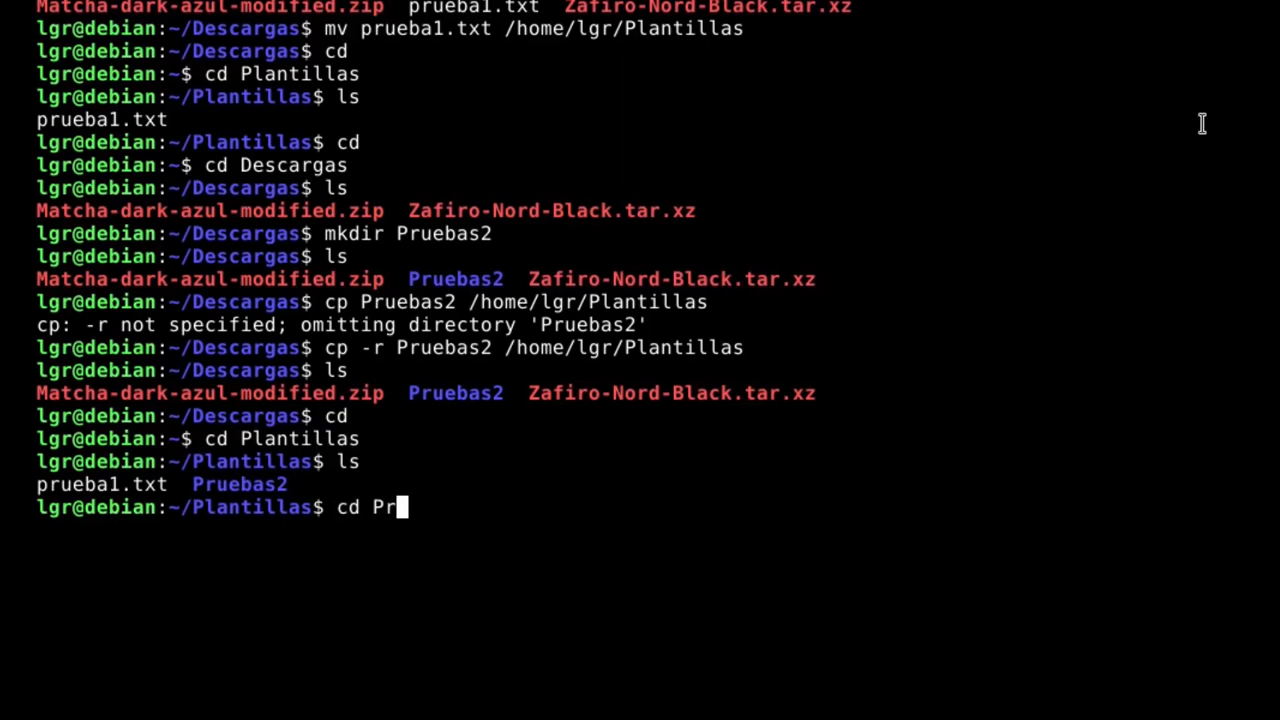 Matcha-dark-azul-modified.zip  prueba1.txt  Zafiro-Nord-Black.tar.xz
lgr@debian:~/Descargas$ mv prueba1.txt /home/lgr/Plantillas
lgr@debian:~/Descargas$ cd
lgr@debian:~$ cd Plantillas
lgr@debian:~/Plantillas$ ls
prueba1.txt
lgr@debian:~/Plantillas$ cd
lgr@debian:~$ cd Descargas
lgr@debian:~/Descargas$ ls
Matcha-dark-azul-modified.zip  Zafiro-Nord-Black.tar.xz
lgr@debian:~/Descargas$ mkdir Pruebas2
lgr@debian:~/Descargas$ ls
Matcha-dark-azul-modified.zip  Pruebas2  Zafiro-Nord-Black.tar.xz
lgr@debian:~/Descargas$ cp Pruebas2 /home/lgr/Plantillas
cp: -r not specified; omitting directory 'Pruebas2'
lgr@debian:~/Descargas$ cp -r Pruebas2 /home/lgr/Plantillas
lgr@debian:~/Descargas$ ls
Matcha-dark-azul-modified.zip  Pruebas2  Zafiro-Nord-Black.tar.xz
lgr@debian:~/Descargas$ cd
lgr@debian:~$ cd Plantillas
lgr@debian:~/Plantillas$ ls
prueba1.txt  Pruebas2
lgr@debian:~/Plantillas$ cd Pr